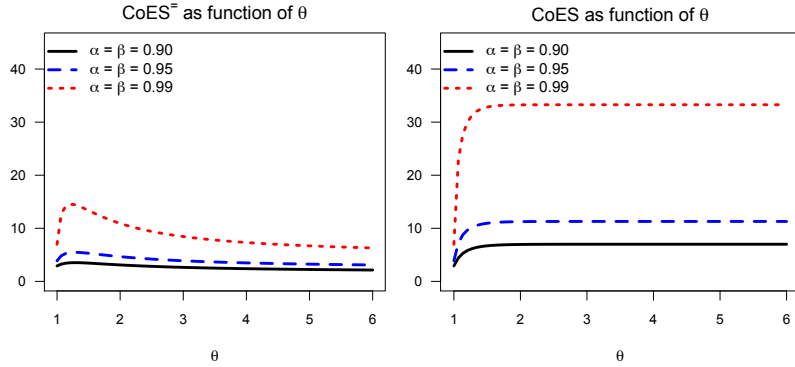 CoES⁼ as function of θ
α = β = 0.90
α = β = 0.95
α = β = 0.99
40
30
20
10
0
1 2 3 4 5 6
θ
CoES as function of θ
α = β = 0.90
α = β = 0.95
α = β = 0.99
40
30
20
10
0
1 2 3 4 5 6
θ